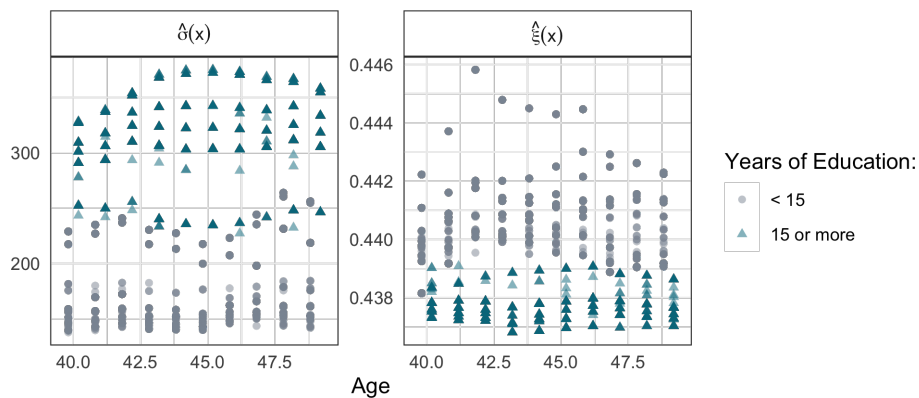 σ̂(x)
ξ̂(x)
300
200
0.446
0.444
0.442
0.440
0.438
40.0 42.5 45.0 47.5
40.0 42.5 45.0 47.5
Age
Years of Education:
< 15
15 or more